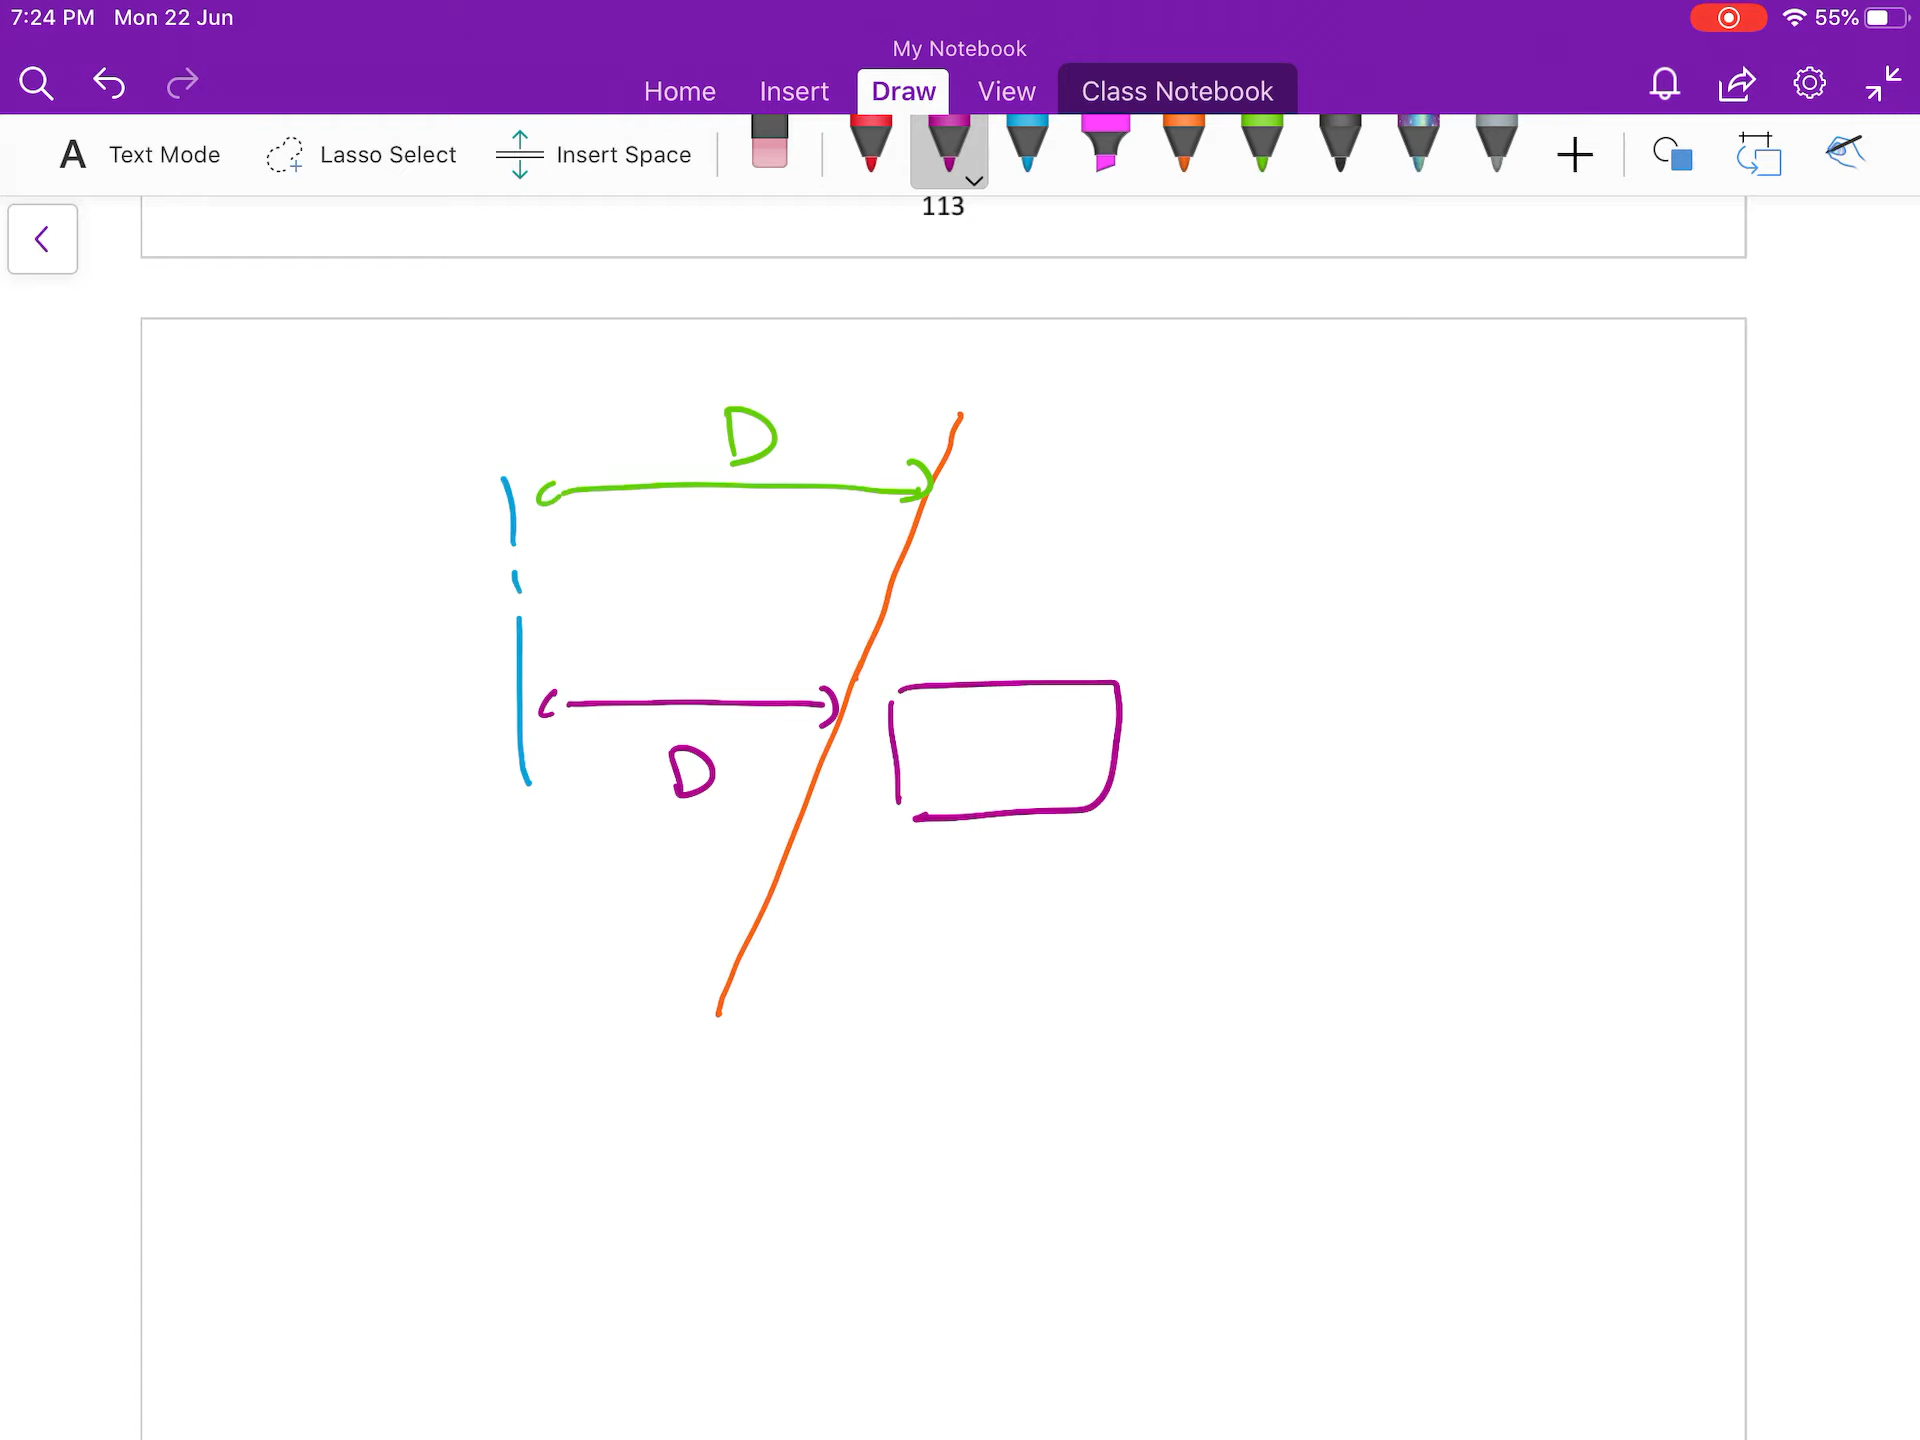 7:24 PM Mon 22 Jun
55%
My Notebook
Home Insert Draw View Class Notebook
A Text Mode Lasso Select Insert Space
113
D
D